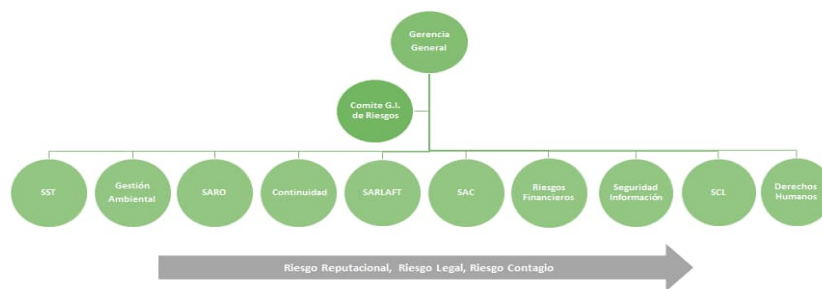 Gerencia
General
Comite G.I.
de Riesgos
SST
Gestión
Ambiental
SARO
Continuidad
SARLAFT
SAC
Riesgos
Financieros
Seguridad
Información
SCL
Derechos
Humanos
Riesgo Reputacional, Riesgo Legal, Riesgo Contagio